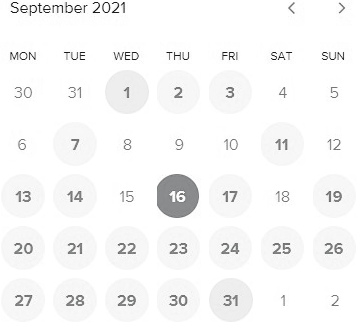 September 2021
MON TUE WED THU FRI SAT SUN
30 31 1 2 3 4 5
6 7 8 9 10 11 12
13 14 15 16 17 18 19
20 21 22 23 24 25 26
27 28 29 30 31 1 2